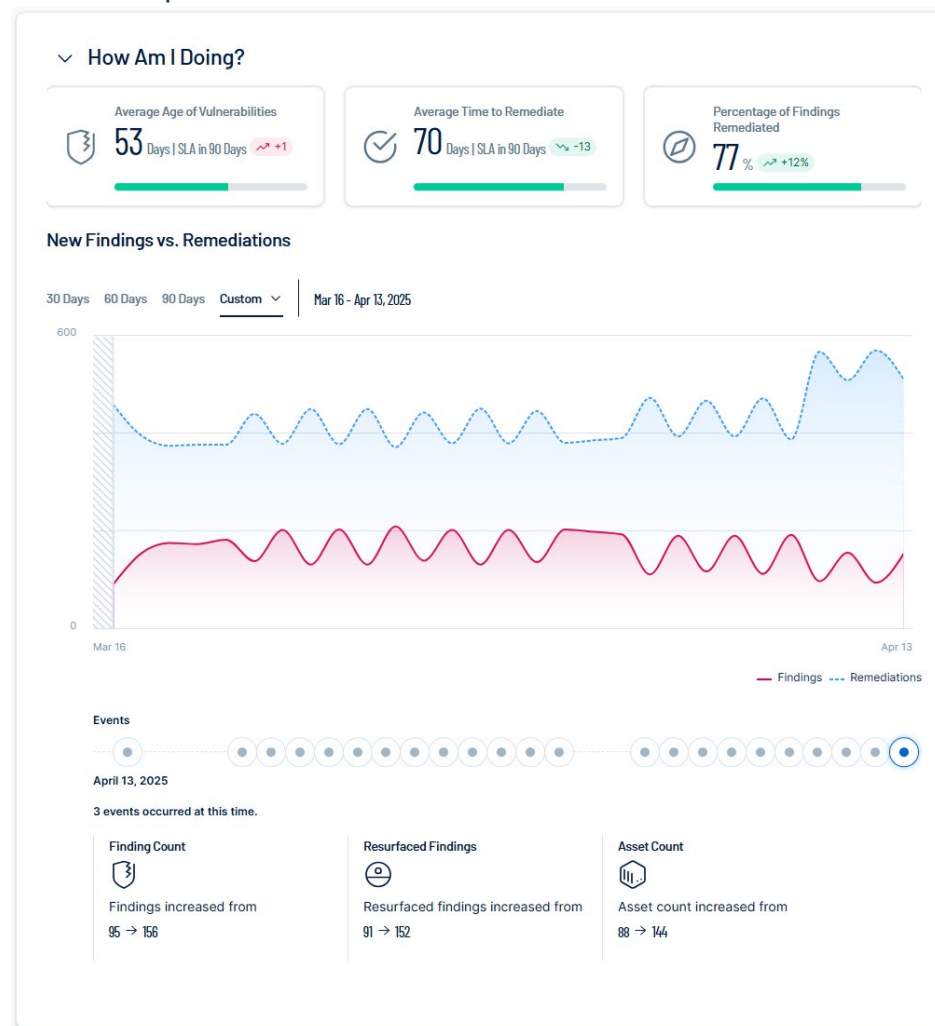 How Am I Doing?
Average Age of Vulnerabilities
53 Days | SLA in 90 Days +1
Average Time to Remediate
70 Days | SLA in 90 Days -13
Percentage of Findings
Remediated
77 % +12%
New Findings vs. Remediations
30 Days 60 Days 90 Days Custom Mar 16 - Apr 13, 2025
600
0
Mar 16 Apr 13
Findings Remediations
Events
April 13, 2025
3 events occurred at this time.
Finding Count
Findings increased from
95 → 156
Resurfaced Findings
Resurfaced findings increased from
91 → 152
Asset Count
Asset count increased from
88 → 144